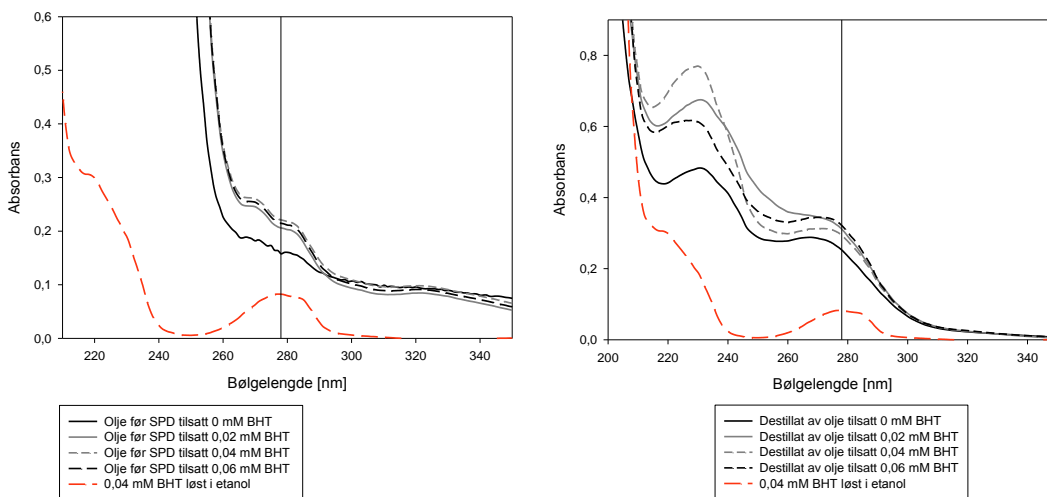 0,6
0,5
0,4
0,3
0,2
0,1
0,0
Absorbans
220
240
260
280
300
320
340
Bølgelengde [nm]
Olje før SPD tilsatt 0 mM BHT
Olje før SPD tilsatt 0,02 mM BHT
Olje før SPD tilsatt 0,04 mM BHT
Olje før SPD tilsatt 0,06 mM BHT
0,04 mM BHT løst i etanol
0,8
0,6
0,4
0,2
0,0
Absorbans
200
220
240
260
280
300
320
340
Bølgelengde [nm]
Destillat av olje tilsatt 0 mM BHT
Destillat av olje tilsatt 0,02 mM BHT
Destillat av olje tilsatt 0,04 mM BHT
Destillat av olje tilsatt 0,06 mM BHT
0,04 mM BHT løst i etanol